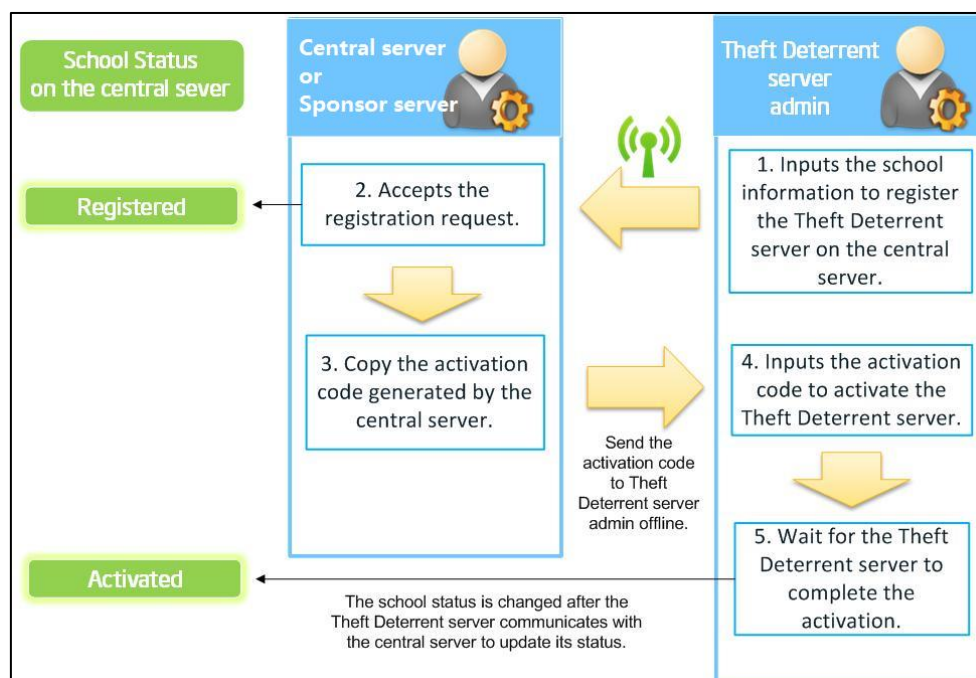 School Status
on the central sever
Central server
or
Sponsor server
Theft Deterrent
server
admin
1. Inputs the school
information to register
the Theft Deterrent
server on the central
server.
2. Accepts the
registration request.
Registered
3. Copy the activation
code generated by the
central server.
Send the
activation code
to Theft
Deterrent server
admin offline.
4. Inputs the activation
code to activate the
Theft Deterrent server.
5. Wait for the Theft
Deterrent server to
complete the
activation.
Activated
The school status is changed after the
Theft Deterrent server communicates with
the central server to update its status.